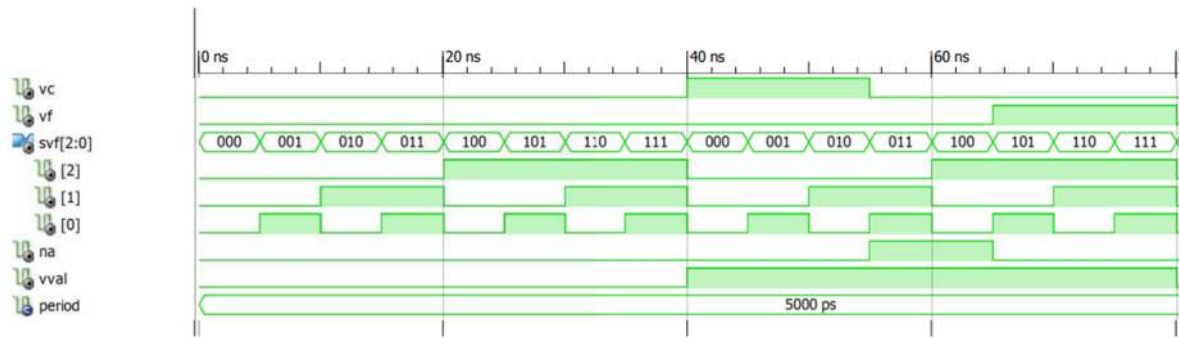 0 ns 20 ns 40 ns 60 ns
vc
vf
svf[2:0] 000 001 010 011 100 101 110 111 000 001 010 011 100 101 110 111
[2]
[1]
[0]
na
vval
period 5000 ps